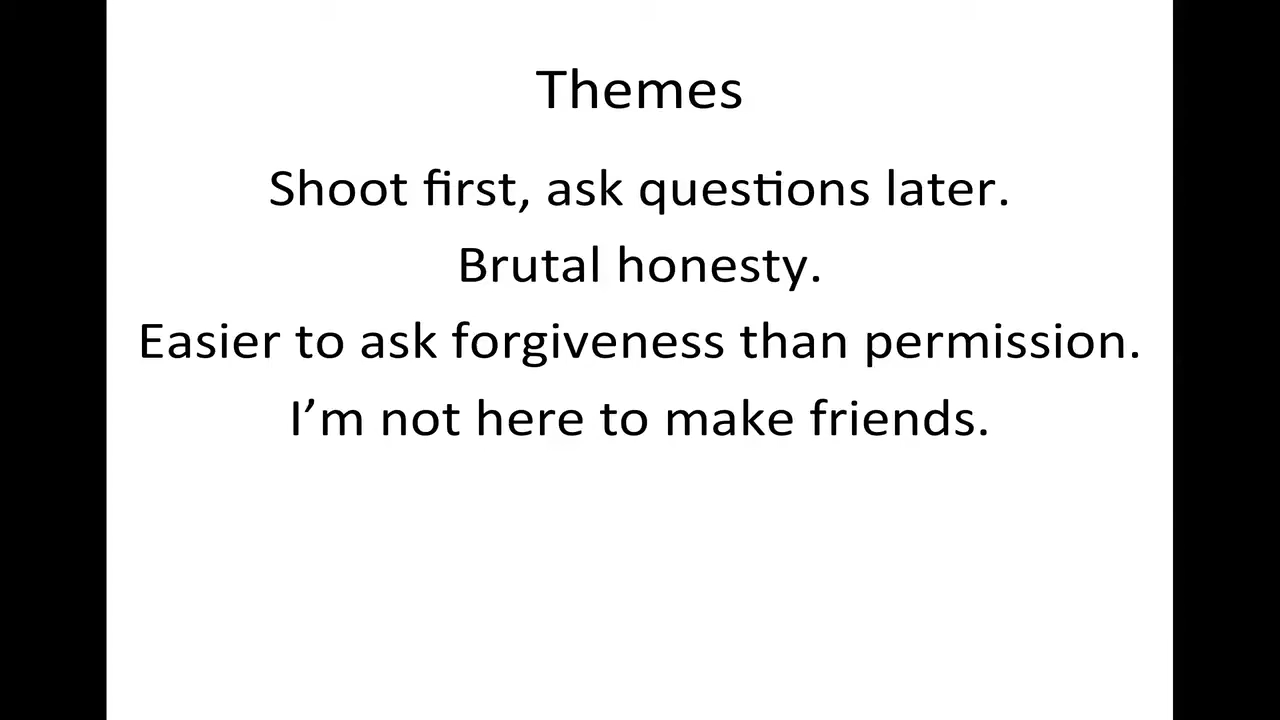 Themes
Shoot first, ask questions later.
Brutal honesty.
Easier to ask forgiveness than permission.
I’m not here to make friends.